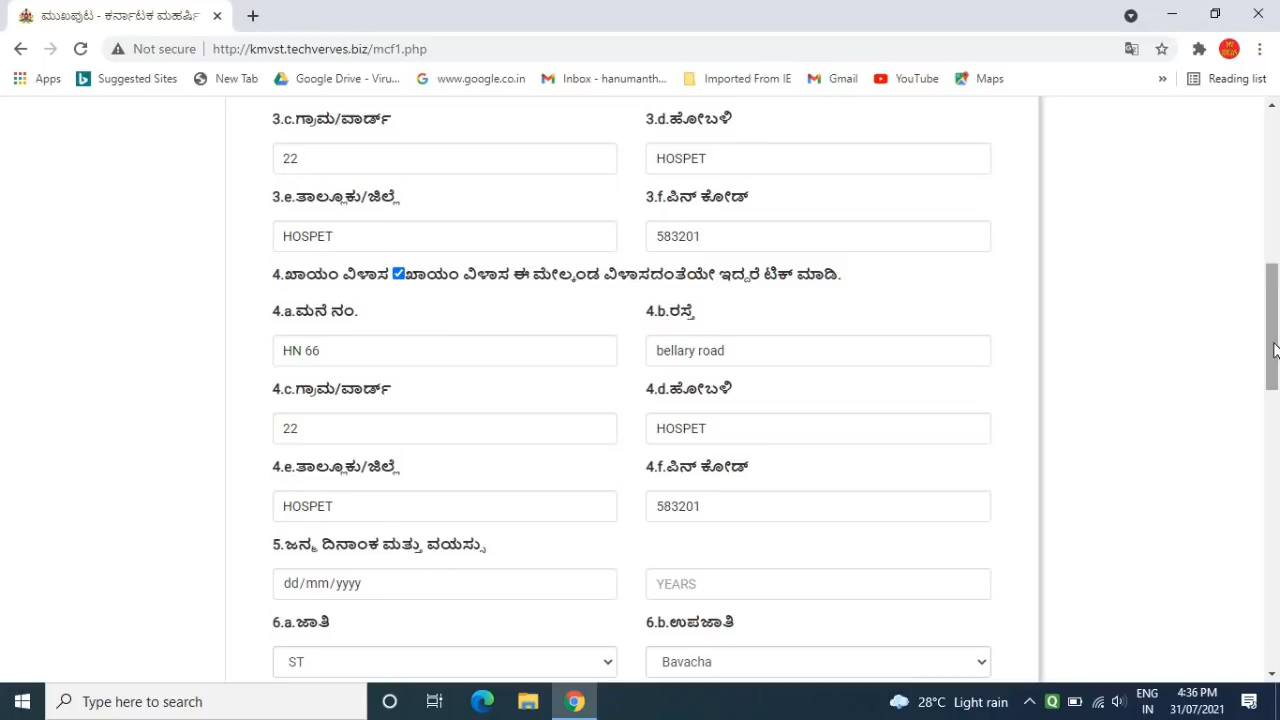 ಮುಖಪುಟ - ಕರ್ನಾಟಕ ಮಹರ್ಷಿ
Not secure http://kmvst.techverves.biz/mcf1.php
Apps Suggested Sites New Tab Google Drive - Viru... www.google.co.in Inbox - hanumanth... Imported From IE Gmail YouTube Maps » Reading list
3.c.ಗ್ರಾಮ/ವಾರ್ಡ್ 3.d.ಹೋಬಳಿ
22 HOSPET
3.e.ತಾಲ್ಲೂಕು/ಜಿಲ್ಲೆ 3.f.ಪಿನ್ ಕೋಡ್
HOSPET 583201
4.ಖಾಯಂ ವಿಳಾಸ ಖಾಯಂ ವಿಳಾಸ ಈ ಮೇಲ್ಕಂಡ ವಿಳಾಸದಂತೆಯೇ ಇದ್ದರೆ ಟಿಕ್ ಮಾಡಿ.
4.a.ಮನೆ ನಂ. 4.b.ರಸ್ತೆ
HN 66 bellary road
4.c.ಗ್ರಾಮ/ವಾರ್ಡ್ 4.d.ಹೋಬಳಿ
22 HOSPET
4.e.ತಾಲ್ಲೂಕು/ಜಿಲ್ಲೆ 4.f.ಪಿನ್ ಕೋಡ್
HOSPET 583201
5.ಜನ್ಮ ದಿನಾಂಕ ಮತ್ತು ವಯಸ್ಸು
dd/mm/yyyy YEARS
6.a.ಜಾತಿ 6.b.ಉಪಜಾತಿ
ST Bavacha
Type here to search 28°C Light rain ENG IN 4:36 PM 31/07/2021